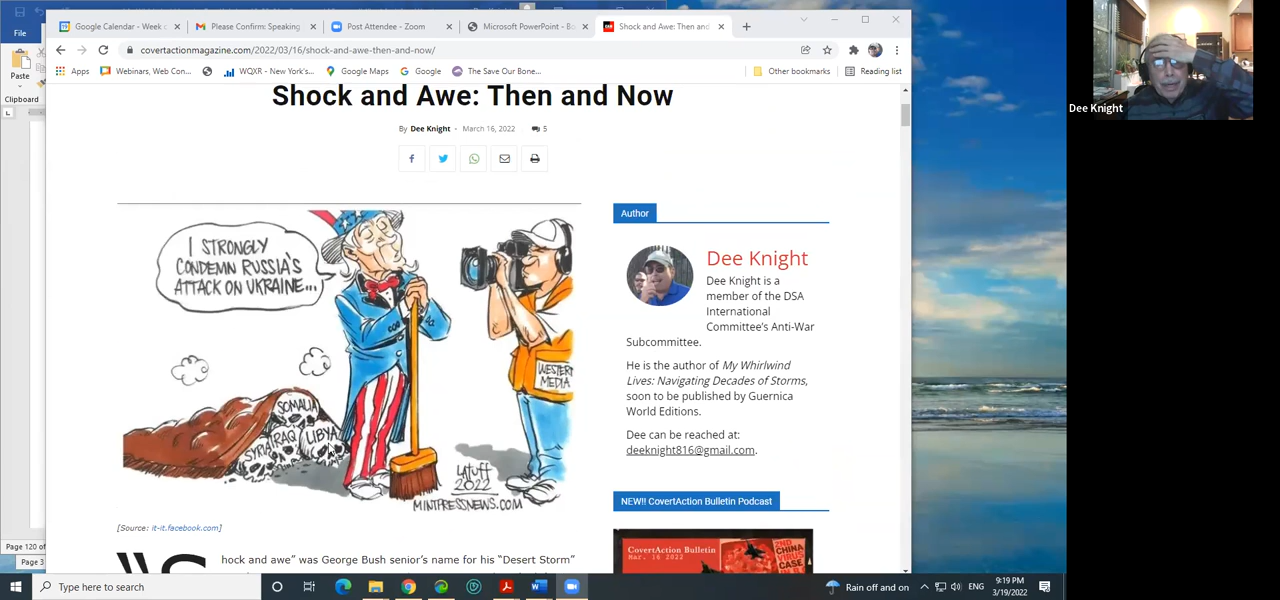 Google Calendar - Week
Please Confirm: Speaking
Post Attendee - Zoom
Microsoft PowerPoint - Bo
Shock and Awe: Then and
File
covertactionmagazine.com/2022/03/16/shock-and-awe-then-and-now/
Apps
Webinars, Web Con...
WQXR - New York's...
Google Maps
Google
The Save Our Bone...
Other bookmarks
Reading list
Paste
Clipboard
Dee Knight
Shock and Awe: Then and Now
By Dee Knight - March 16, 2022 5
I STRONGLY
CONDEMN RUSSIA'S
ATTACK ON UKRAINE...
WESTERN
MEDIA
SOMALIA
SYRIA IRAQ LIBYA
LATUFF
2022
MINTPRESSNEWS.COM
[Source: it-it.facebook.com]
hock and awe" was George Bush senior's name for his "Desert Storm"
Author
Dee Knight
Dee Knight is a
member of the DSA
International
Committee's Anti-War
Subcommittee.
He is the author of My Whirlwind
Lives: Navigating Decades of Storms,
soon to be published by Guernica
World Editions.
Dee can be reached at:
deeknight816@gmail.com.
NEW!! CovertAction Bulletin Podcast
CovertAction Bulletin
Mar. 16 2022
2ND
CHINA
VIRUS
CASE
Page 120 of
Page 3
Type here to search
Rain off and on
ENG
9:19 PM
3/19/2022